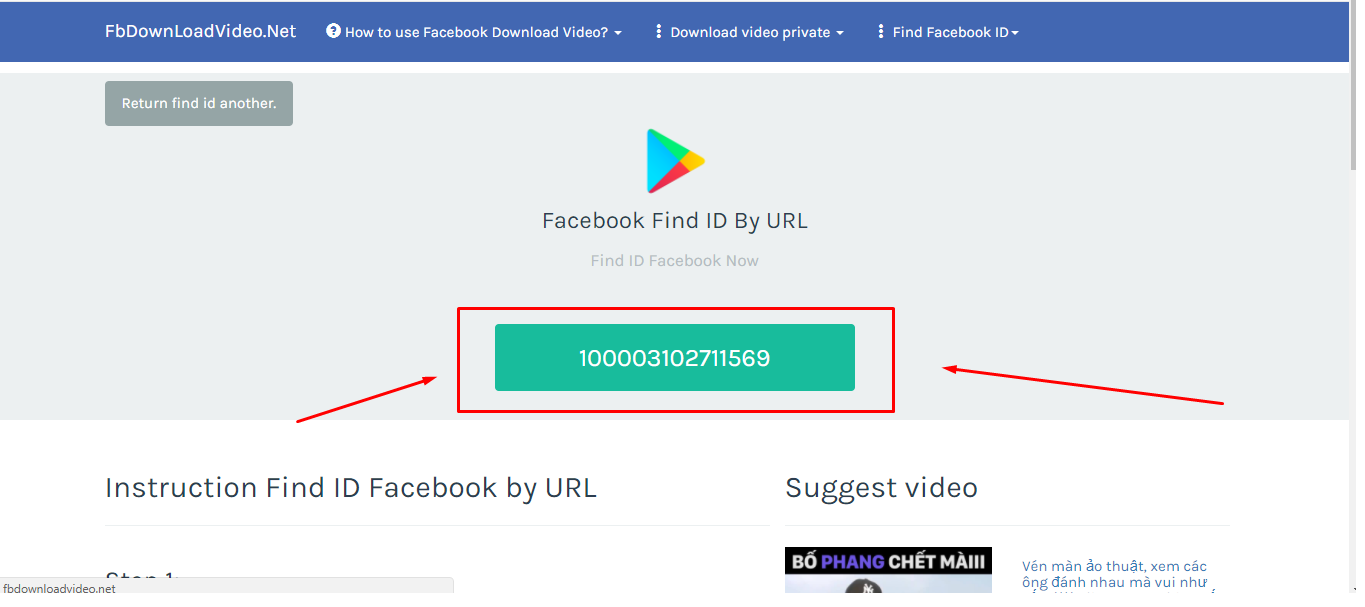 FbDownLoadVideo.Net
How to use Facebook Download Video?
Download video private
Find Facebook ID
Return find id another.
Facebook Find ID By URL
Find ID Facebook Now
100003102711569
Instruction Find ID Facebook by URL
Suggest video
BỐ PHANG CHẾT MÀIII
Vén màn ảo thuật, xem các
ông đánh nhau mà vui như
Step 1:
fbdownloadvideo.net